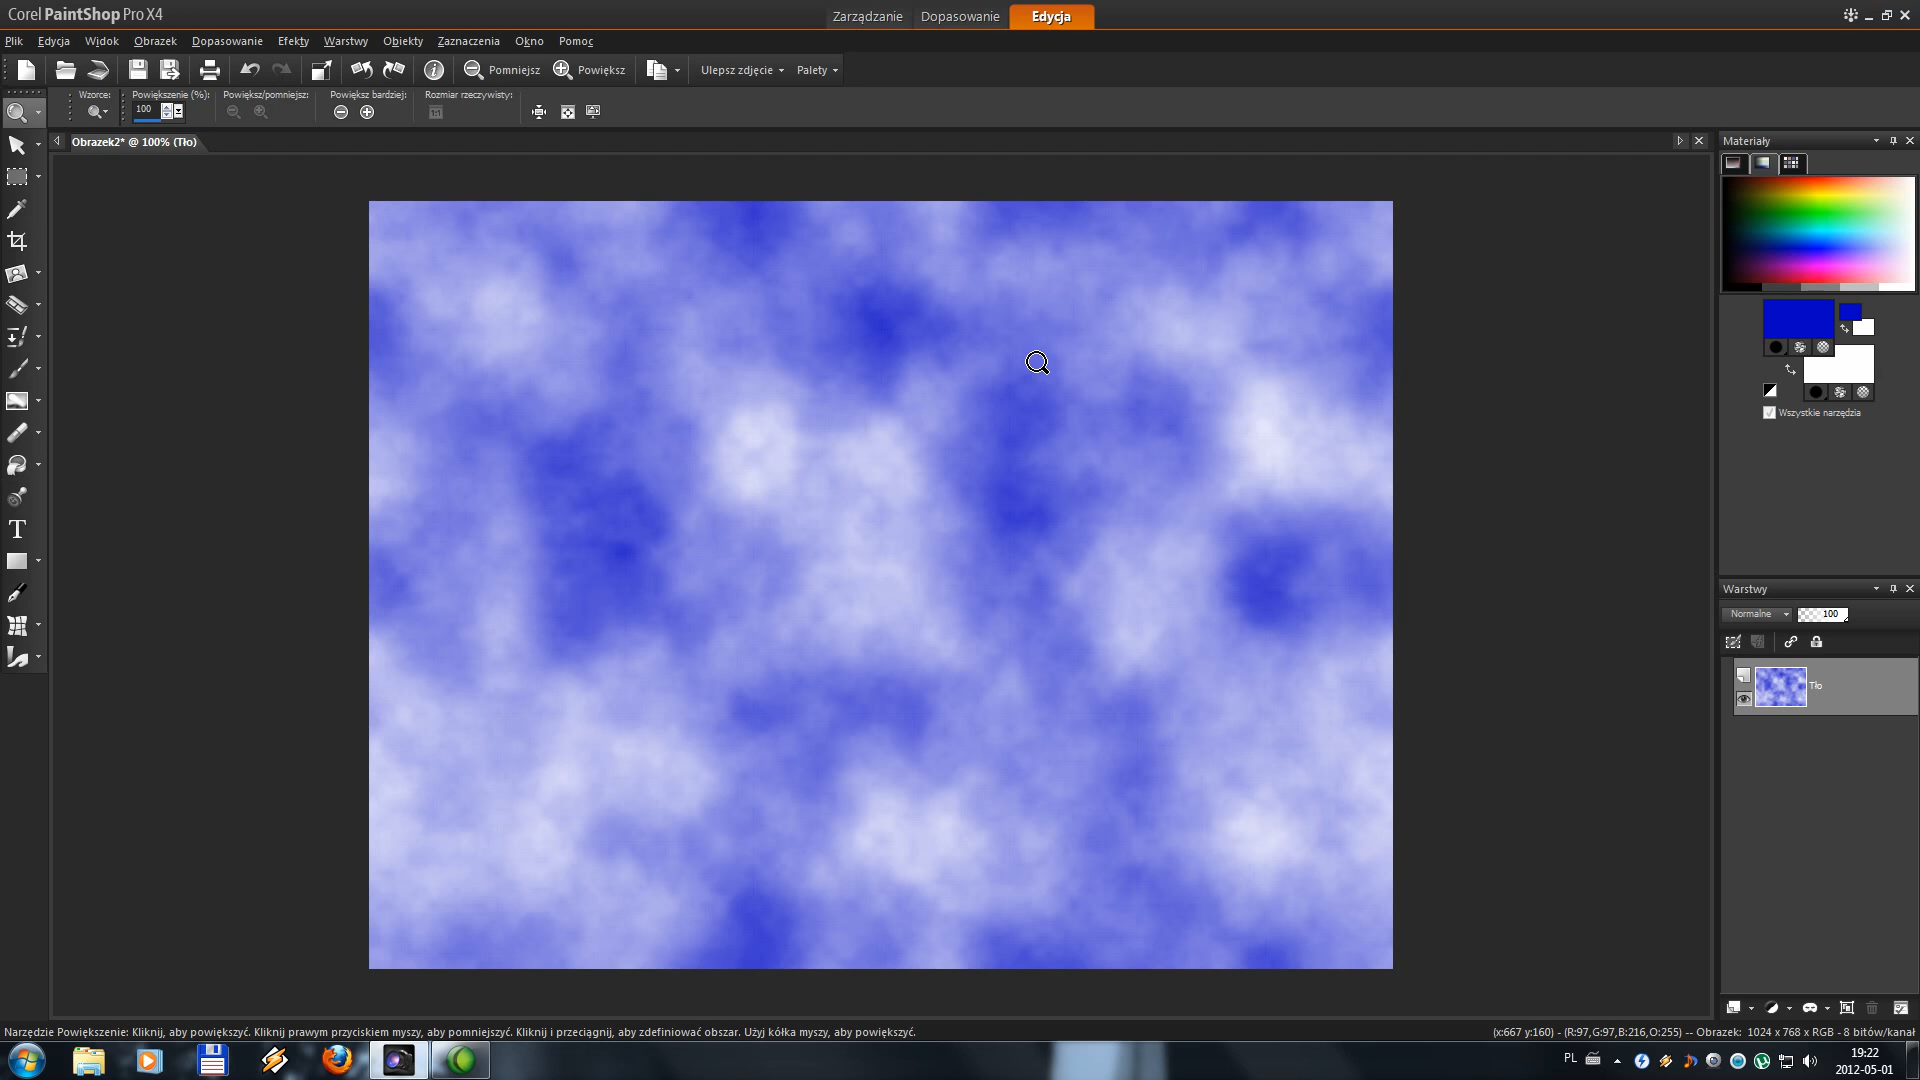 Corel PaintShop Pro X4
Zarządzanie Dopasowanie Edycja
Plik Edycja Widok Obrazek Dopasowanie Efekty Warstwy Obiekty Zaznaczenia Okno Pomoc
Pomniejsz Powiększ Ulepsz zdjęcie Palety
Wzorce: Powiększenie (%): Powiększ/pomniejsz: Powiększ bardziej: Rozmiar rzeczywisty:
100
1:1
Obrazek2* @ 100% (Tło)
Materiały
Wszystkie narzędzia
Warstwy
Normalne 100
Tło
T
Narzędzie Powiększenie: Kliknij, aby powiększyć. Kliknij prawym przyciskiem myszy, aby pomniejszyć. Kliknij i przeciągnij, aby zdefiniować obszar. Użyj kółka myszy, aby powiększyć.
(x:667 y:160) - (R:97,G:97,B:216,O:255) -- Obrazek: 1024 x 768 x RGB - 8 bitów/kanał
PL
19:22
2012-05-01